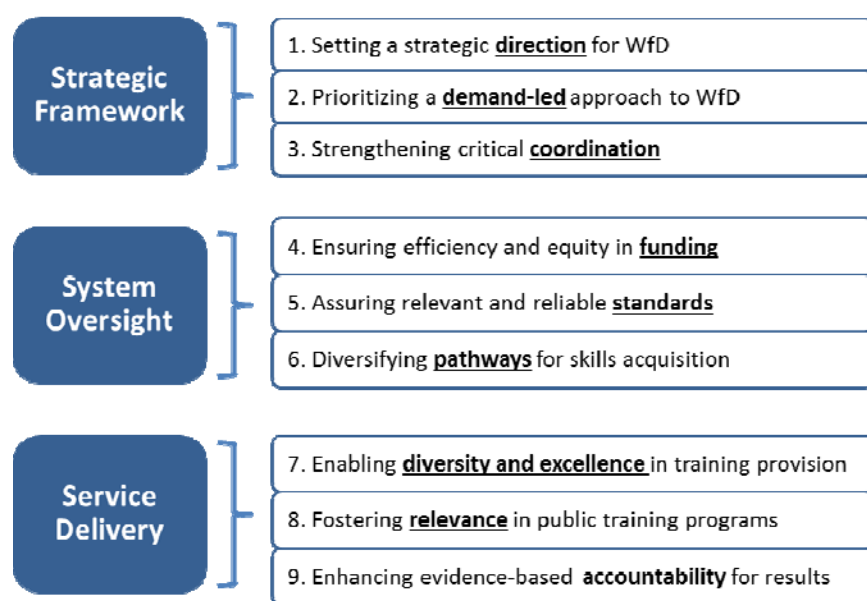 Strategic
Framework
1. Setting a strategic direction for WfD
2. Prioritizing a demand-led approach to WfD
3. Strengthening critical coordination
System
Oversight
4. Ensuring efficiency and equity in funding
5. Assuring relevant and reliable standards
6. Diversifying pathways for skills acquisition
Service
Delivery
7. Enabling diversity and excellence in training provision
8. Fostering relevance in public training programs
9. Enhancing evidence-based accountability for results